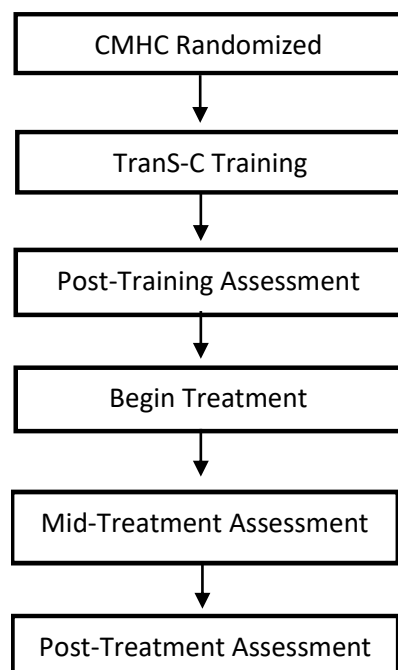 CMHC Randomized
TranS-C Training
Post-Training Assessment
Begin Treatment
Mid-Treatment Assessment
Post-Treatment Assessment